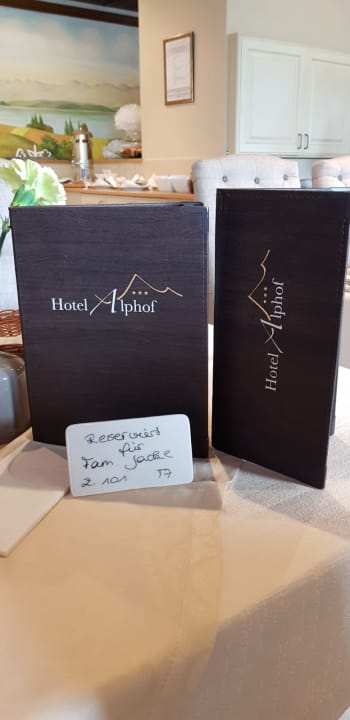 Hotel Alphof
Hotel Alphof
Reserviert
für
Fam. Jacke
Z. 101 T7